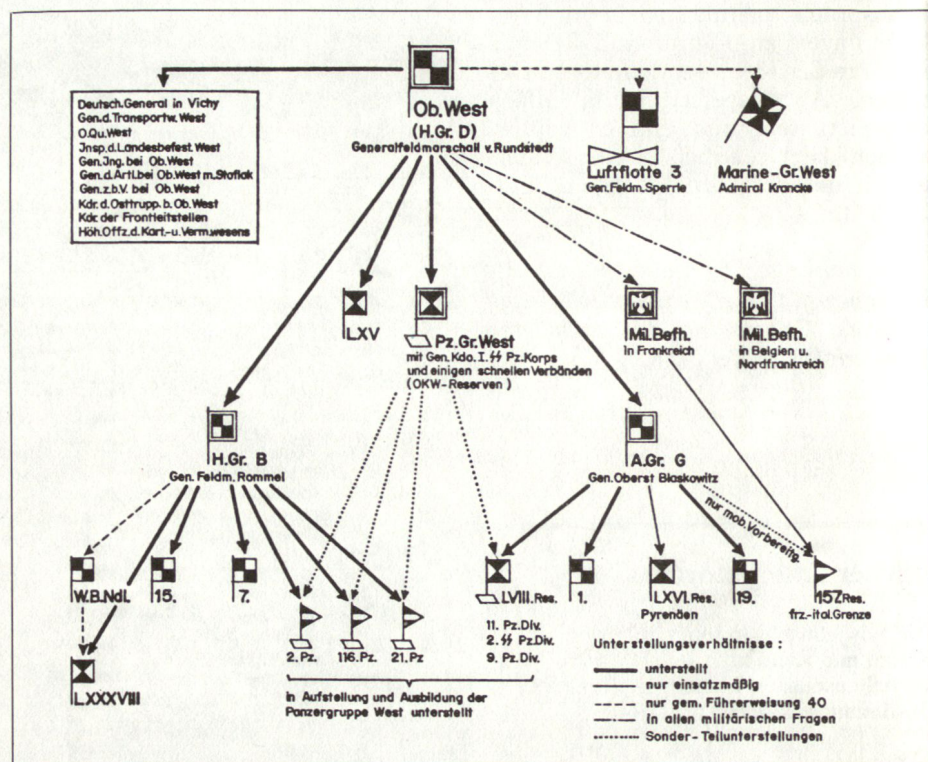 Ob. West
(H. Gr. D)
Generalfeldmarschall v. Rundstedt
Deutsch. General in Vichy
Gen. d. Transportw. West
O. Qu. West
Jnsp. d. Landesbefest. West
Gen. Jng. bei Ob. West
Gen. d. Artl. bei Ob. West m. Stoflak
Gen. z. b. V. bei Ob. West
Kdr. d. Osttrupp. b. Ob. West
Kdr. der Frontleitstellen
Höh. Offz. d. Kart.-u. Verm.wesens
Luftflotte 3
Gen. Feldm. Sperrle
Marine-Gr. West
Admiral Krancke
LXV
Pz. Gr. West
mit Gen. Kdo. I. ᛋᛋ Pz. Korps
und einigen schnellen Verbänden
(OKW-Reserven)
Mil. Befh.
in Frankreich
Mil. Befh.
in Belgien u.
Nordfrankreich
H. Gr. B
Gen. Feldm. Rommel
A. Gr. G
Gen. Oberst Blaskowitz
nur mob. Vorbereitg.
W. B. Ndl.
15.
7.
LXXXVIII
2. Pz.
116. Pz.
21. Pz
in Aufstellung und Ausbildung der
Panzergruppe West unterstellt
LVIII. Res.
11. Pz. Div.
2. ᛋᛋ Pz. Div.
9. Pz. Div.
1.
LXVI. Res.
Pyrenäen
19.
157. Res.
frz.-ital. Grenze
Unterstellungsverhältnisse :
unterstellt
nur einsatzmäßig
nur gem. Führerweisung 40
in allen militärischen Fragen
Sonder-Teilunterstellungen